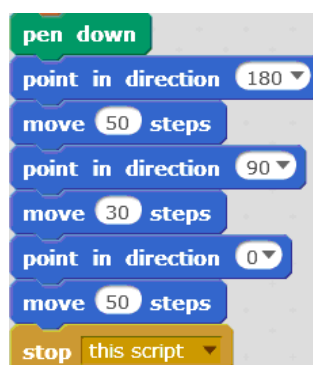 pen down
point in direction 180
move 50 steps
point in direction 90
move 30 steps
point in direction 0
move 50 steps
stop this script